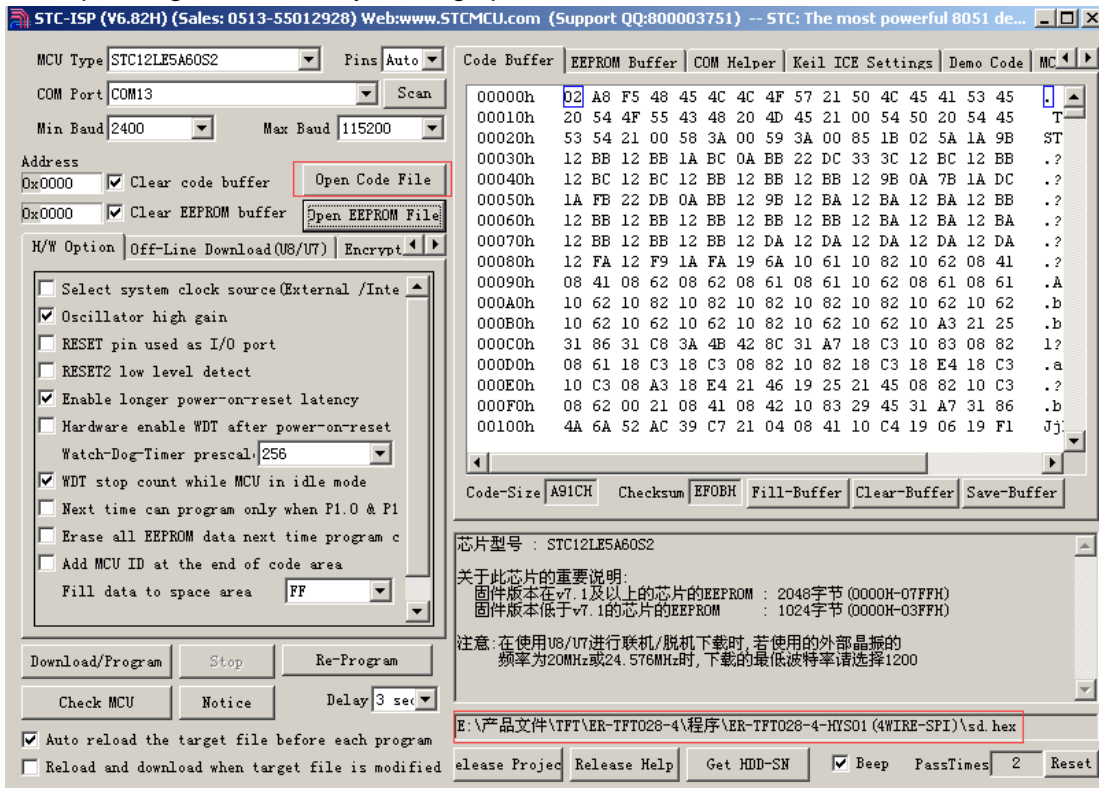 STC-ISP (V6.82H) (Sales: 0513-55012928) Web:www.STCMCU.com (Support QQ:800003751) -- STC: The most powerful 8051 de...
MCU Type STC12LE5A60S2 Pins Auto
COM Port COM13 Scan
Min Baud 2400 Max Baud 115200
Address
0x0000 Clear code buffer Open Code File
0x0000 Clear EEPROM buffer Open EEPROM File
H/W Option Off-Line Download(U8/U7) Encrypt
Select system clock source(External /Inte
Oscillator high gain
RESET pin used as I/O port
RESET2 low level detect
Enable longer power-on-reset latency
Hardware enable WDT after power-on-reset
Watch-Dog-Timer prescal 256
WDT stop count while MCU in idle mode
Next time can program only when P1.0 & P1
Erase all EEPROM data next time program c
Add MCU ID at the end of code area
Fill data to space area FF
Download/Program Stop Re-Program
Check MCU Notice Delay 3 sec
Auto reload the target file before each program
Reload and download when target file is modified
Code Buffer EEPROM Buffer COM Helper Keil ICE Settings Demo Code MC
00000h 02 A8 F5 48 45 4C 4C 4F 57 21 50 4C 45 41 53 45 .
00010h 20 54 4F 55 43 48 20 4D 45 21 00 54 50 20 54 45 T
00020h 53 54 21 00 58 3A 00 59 3A 00 85 1B 02 5A 1A 9B ST
00030h 12 BB 12 BB 1A BC 0A BB 22 DC 33 3C 12 BC 12 BB .?
00040h 12 BC 12 BC 12 BB 12 BB 12 BB 12 9B 0A 7B 1A DC .?
00050h 1A FB 22 DB 0A BB 12 9B 12 BA 12 BA 12 BA 12 BB .?
00060h 12 BB 12 BB 12 BB 12 BB 12 BB 12 BA 12 BA 12 BA .?
00070h 12 BB 12 BB 12 BB 12 DA 12 DA 12 DA 12 DA 12 DA .?
00080h 12 FA 12 F9 1A FA 19 6A 10 61 10 82 10 62 08 41 .?
00090h 08 41 08 62 08 62 08 61 08 61 10 62 08 61 08 61 .A
000A0h 10 62 10 82 10 82 10 82 10 82 10 82 10 62 10 62 .b
000B0h 10 62 10 62 10 62 10 82 10 62 10 62 10 A3 21 25 .b
000C0h 31 86 31 C8 3A 4B 42 8C 31 A7 18 C3 10 83 08 82 1?
000D0h 08 61 18 C3 18 C3 08 82 10 82 18 C3 18 E4 18 C3 .a
000E0h 10 C3 08 A3 18 E4 21 46 19 25 21 45 08 82 10 C3 .?
000F0h 08 62 00 21 08 41 08 42 10 83 29 45 31 A7 31 86 .b
00100h 4A 6A 52 AC 39 C7 21 04 08 41 10 C4 19 06 19 F1 Jj
Code-Size A91CH Checksum EF0BH Fill-Buffer Clear-Buffer Save-Buffer
芯片型号 : STC12LE5A60S2
关于此芯片的重要说明:
固件版本在v7.1及以上的芯片的EEPROM : 2048字节(0000H-07FFH)
固件版本低于v7.1的芯片的EEPROM : 1024字节(0000H-03FFH)
注意:在使用U8/U7进行联机/脱机下载时,若使用的外部晶振的
频率为20MHz或24.576MHz时,下载的最低波特率请选择1200
E:\产品文件\TFT\ER-TFT028-4\程序\ER-TFT028-4-HYS01(4WIRE-SPI)\sd.hex
elease Projec Release Help Get HDD-SN Beep PassTimes 2 Reset